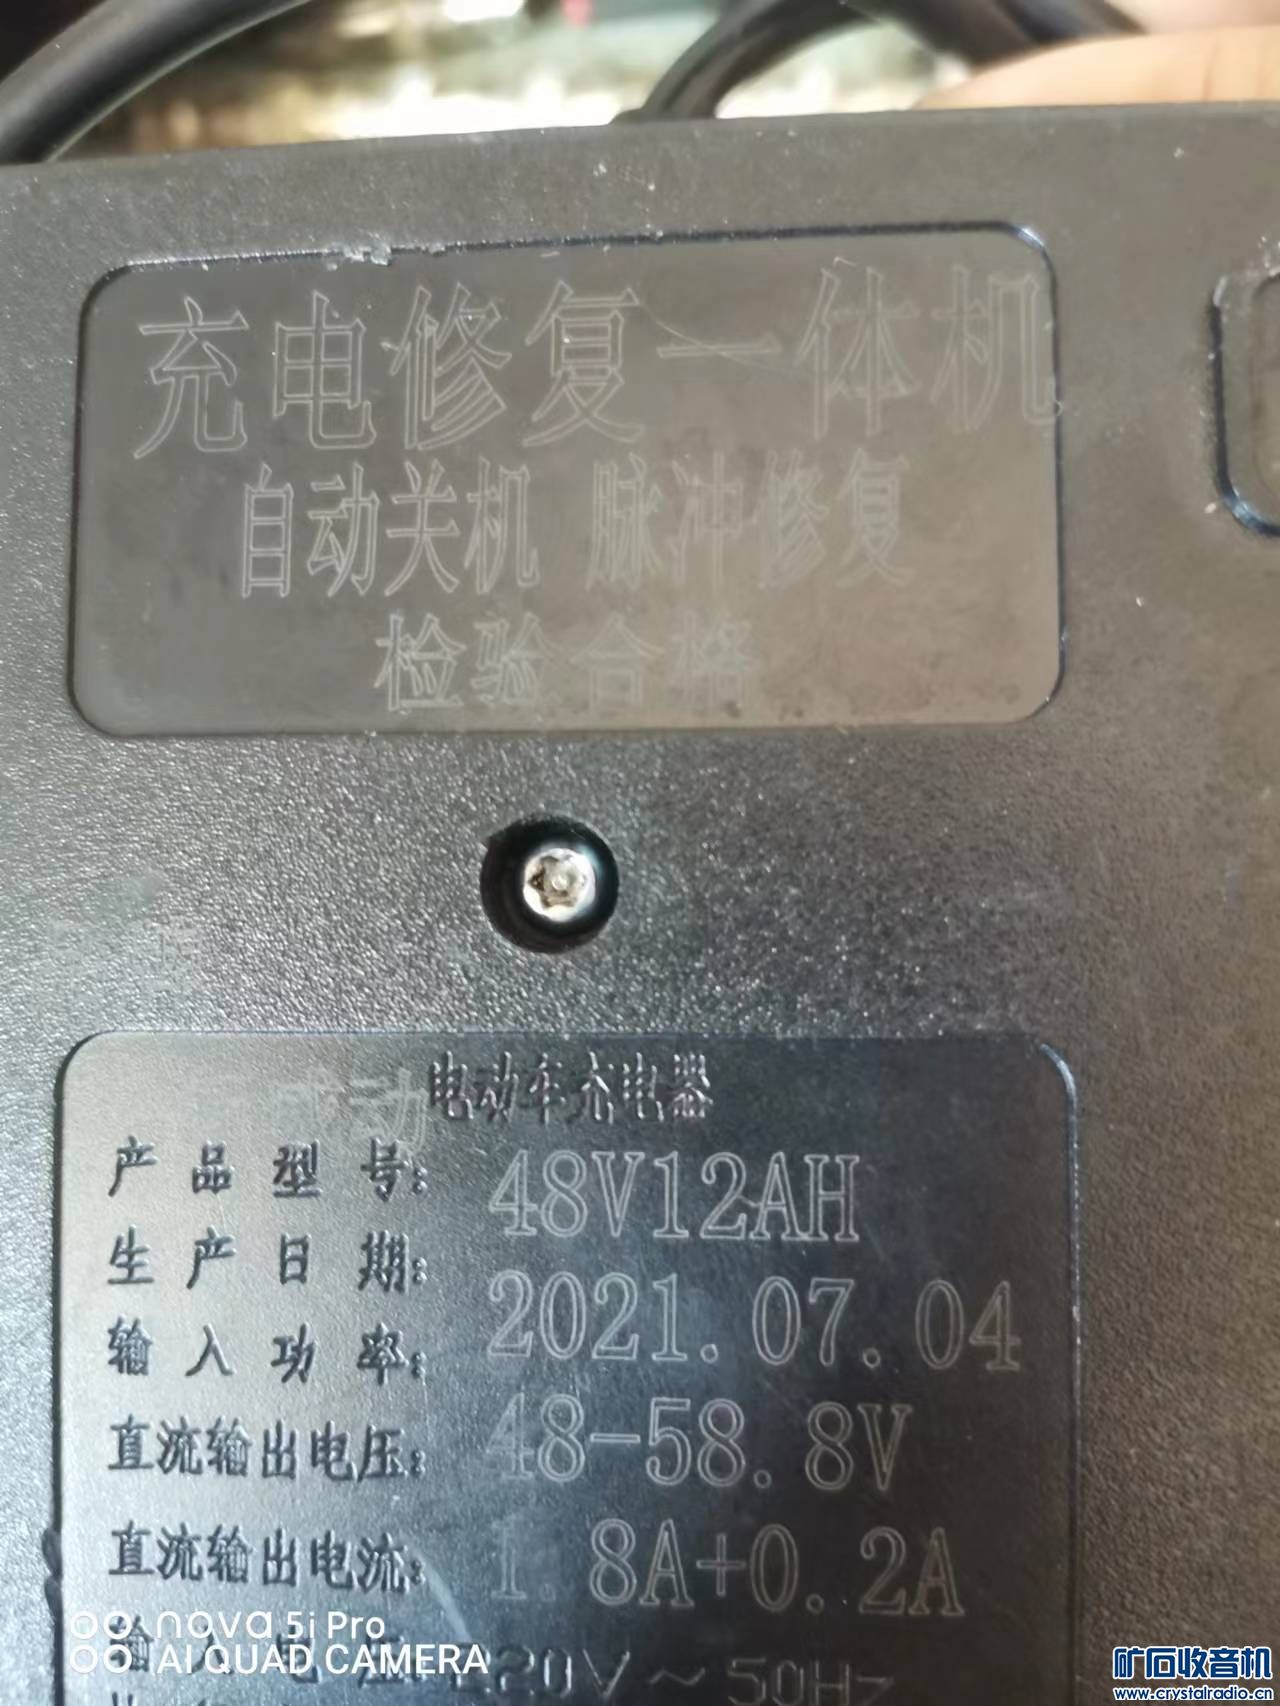 充电修复一体机
自动关机 脉冲修复
检验合格
电动车充电器
产品型号: 48V12AH
生产日期: 2021.07.04
输入功率:
直流输出电压: 48-58.8V
直流输出电流: 1.8A+0.2A
输入电压: 220V~50Hz
nova 5i Pro
AI QUAD CAMERA
矿石收音机
www.crystalradio.cn